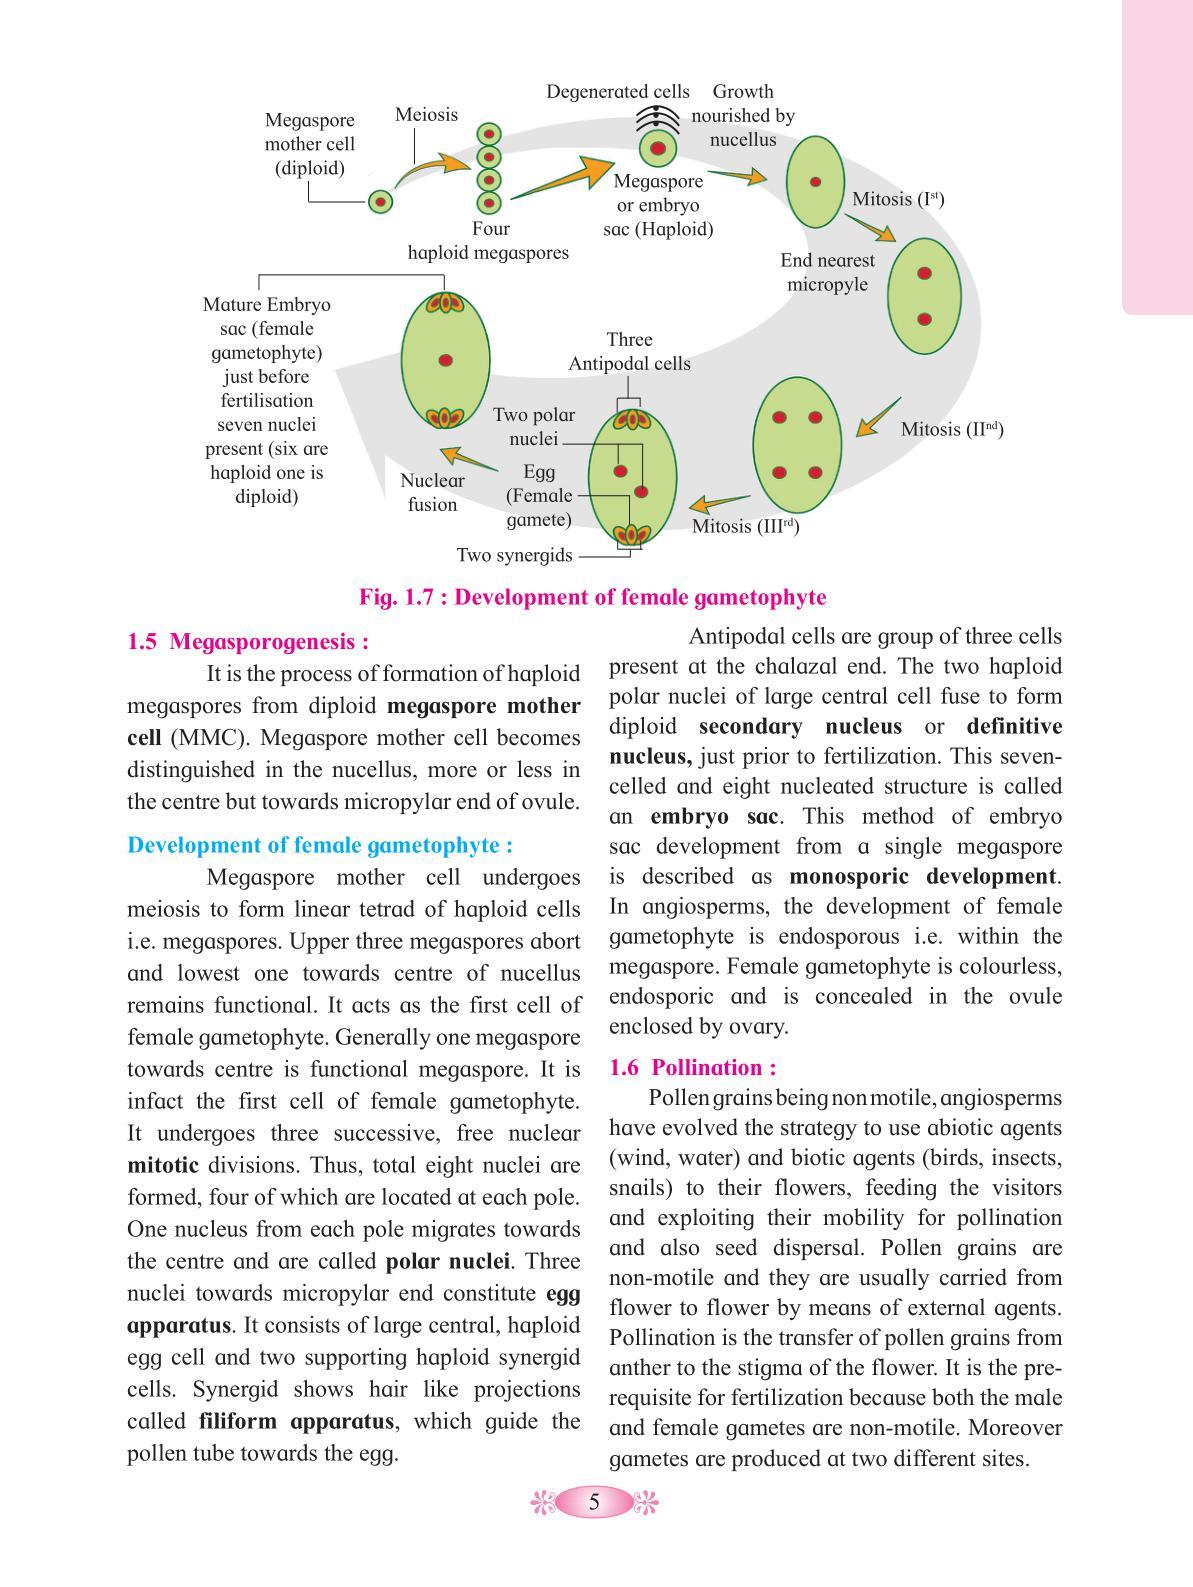 Degenerated cells
Growth
nourished by
nucellus
Megaspore
mother cell
(diploid)
Meiosis
Four
haploid megaspores
Megaspore
or embryo
sac (Haploid)
Mitosis (Iˢᵗ)
End nearest
micropyle
Mature Embryo
sac (female
gametophyte)
just before
fertilisation
seven nuclei
present (six are
haploid one is
diploid)
Three
Antipodal cells
Two polar
nuclei
Egg
(Female
gamete)
Two synergids
Nuclear
fusion
Mitosis (IIⁿᵈ)
Mitosis (IIIʳᵈ)
Fig. 1.7 : Development of female gametophyte
1.5 Megasporogenesis :
It is the process of formation of haploid
megaspores from diploid megaspore mother
cell (MMC). Megaspore mother cell becomes
distinguished in the nucellus, more or less in
the centre but towards micropylar end of ovule.
Development of female gametophyte :
Megaspore mother cell undergoes
meiosis to form linear tetrad of haploid cells
i.e. megaspores. Upper three megaspores abort
and lowest one towards centre of nucellus
remains functional. It acts as the first cell of
female gametophyte. Generally one megaspore
towards centre is functional megaspore. It is
infact the first cell of female gametophyte.
It undergoes three successive, free nuclear
mitotic divisions. Thus, total eight nuclei are
formed, four of which are located at each pole.
One nucleus from each pole migrates towards
the centre and are called polar nuclei. Three
nuclei towards micropylar end constitute egg
apparatus. It consists of large central, haploid
egg cell and two supporting haploid synergid
cells. Synergid shows hair like projections
called filiform apparatus, which guide the
pollen tube towards the egg.
Antipodal cells are group of three cells
present at the chalazal end. The two haploid
polar nuclei of large central cell fuse to form
diploid secondary nucleus or definitive
nucleus, just prior to fertilization. This seven-
celled and eight nucleated structure is called
an embryo sac. This method of embryo
sac development from a single megaspore
is described as monosporic development.
In angiosperms, the development of female
gametophyte is endosporous i.e. within the
megaspore. Female gametophyte is colourless,
endosporic and is concealed in the ovule
enclosed by ovary.
1.6 Pollination :
Pollen grains being non motile, angiosperms
have evolved the strategy to use abiotic agents
(wind, water) and biotic agents (birds, insects,
snails) to their flowers, feeding the visitors
and exploiting their mobility for pollination
and also seed dispersal. Pollen grains are
non-motile and they are usually carried from
flower to flower by means of external agents.
Pollination is the transfer of pollen grains from
anther to the stigma of the flower. It is the pre-
requisite for fertilization because both the male
and female gametes are non-motile. Moreover
gametes are produced at two different sites.
5